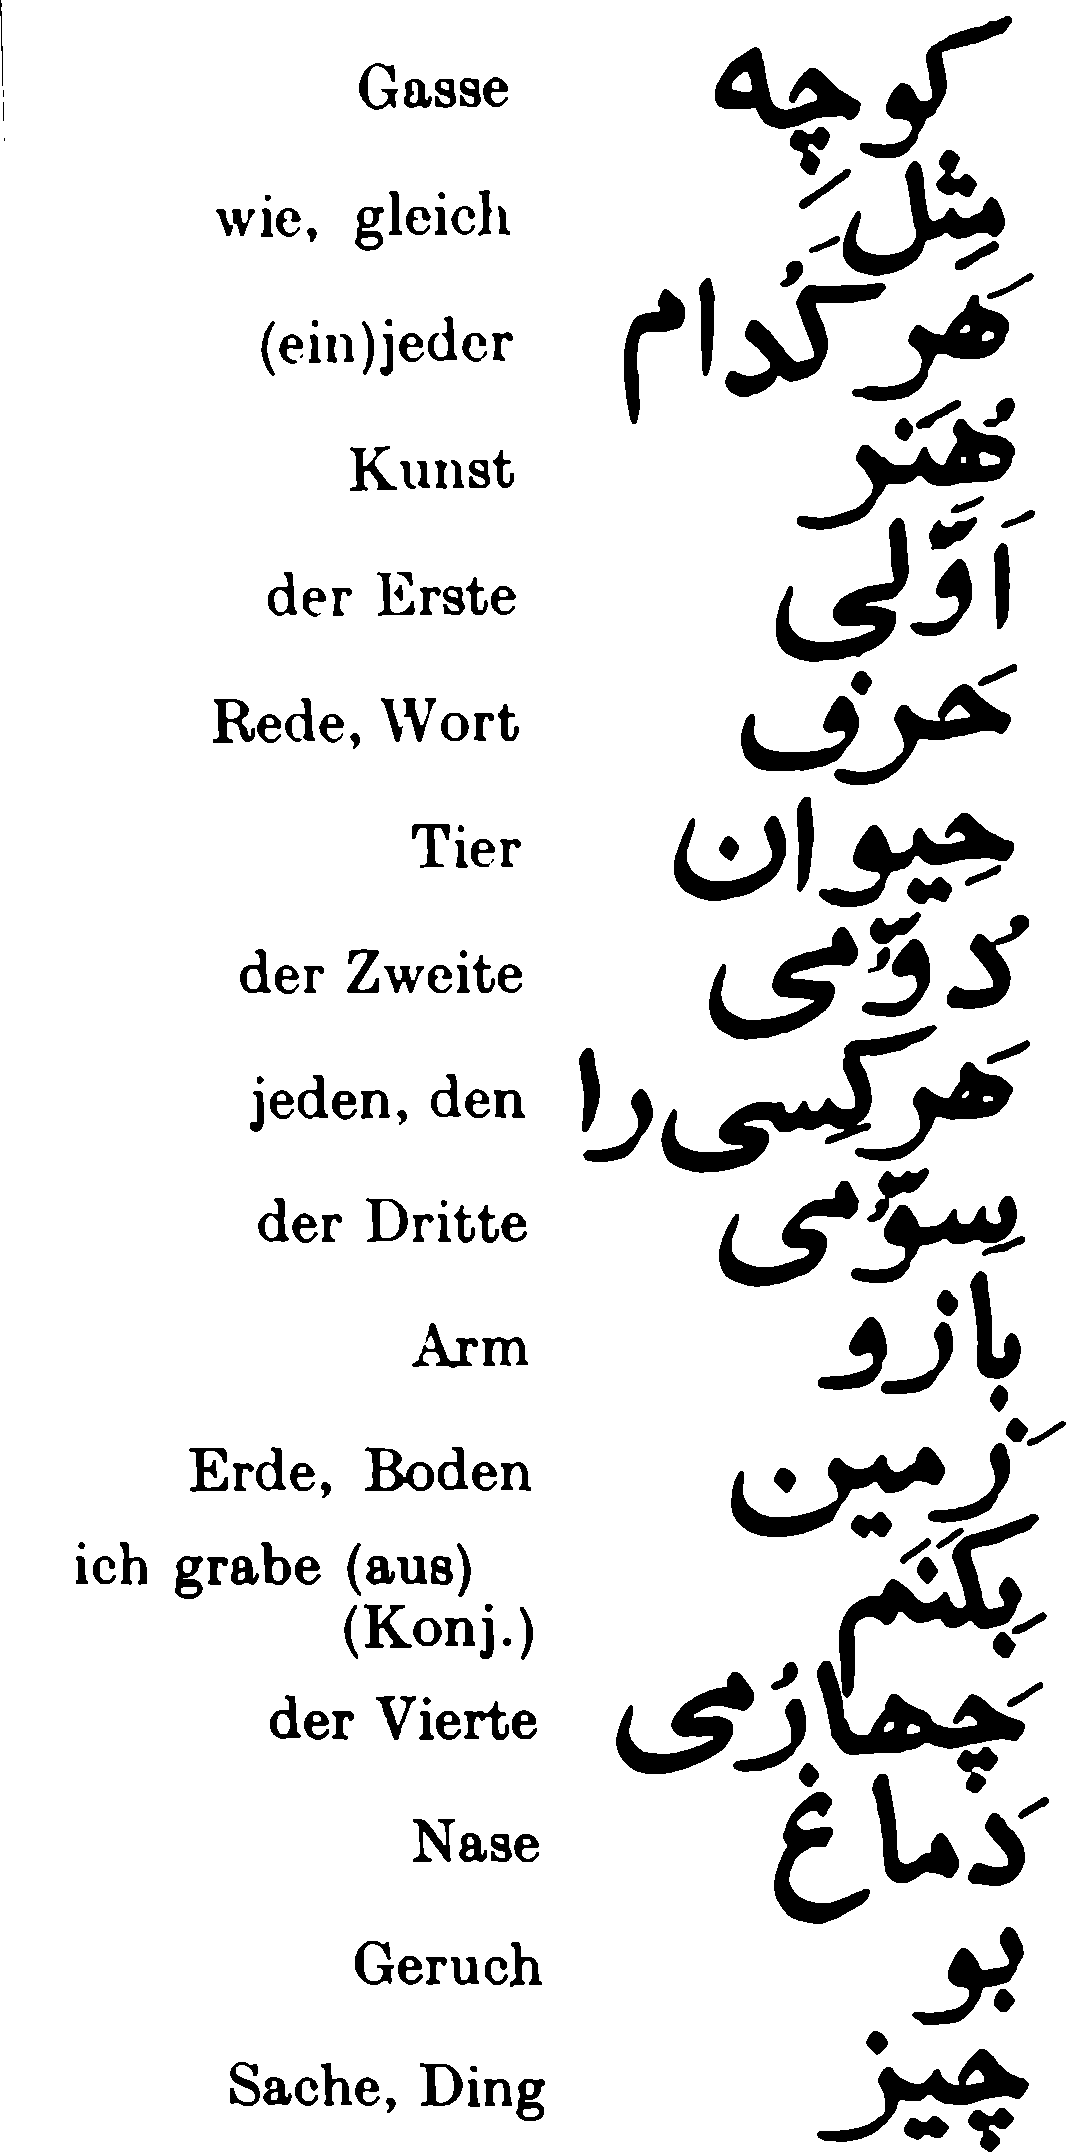 Gasse کوچه
wie, gleich مِثلِ
(ein)jeder هَر کُدام
Kunst هُنَر
der Erste اَوَّلی
Rede, Wort حَرف
Tier حِیوان
der Zweite دُوُّمی
jeden, den هَر کِسی را
der Dritte سِوُّمی
Arm بازو
Erde, Boden زَمین
ich grabe (aus)
(Konj.) بِکَنَم
der Vierte چَهارُمی
Nase دَماغ
Geruch بو
Sache, Ding چیز